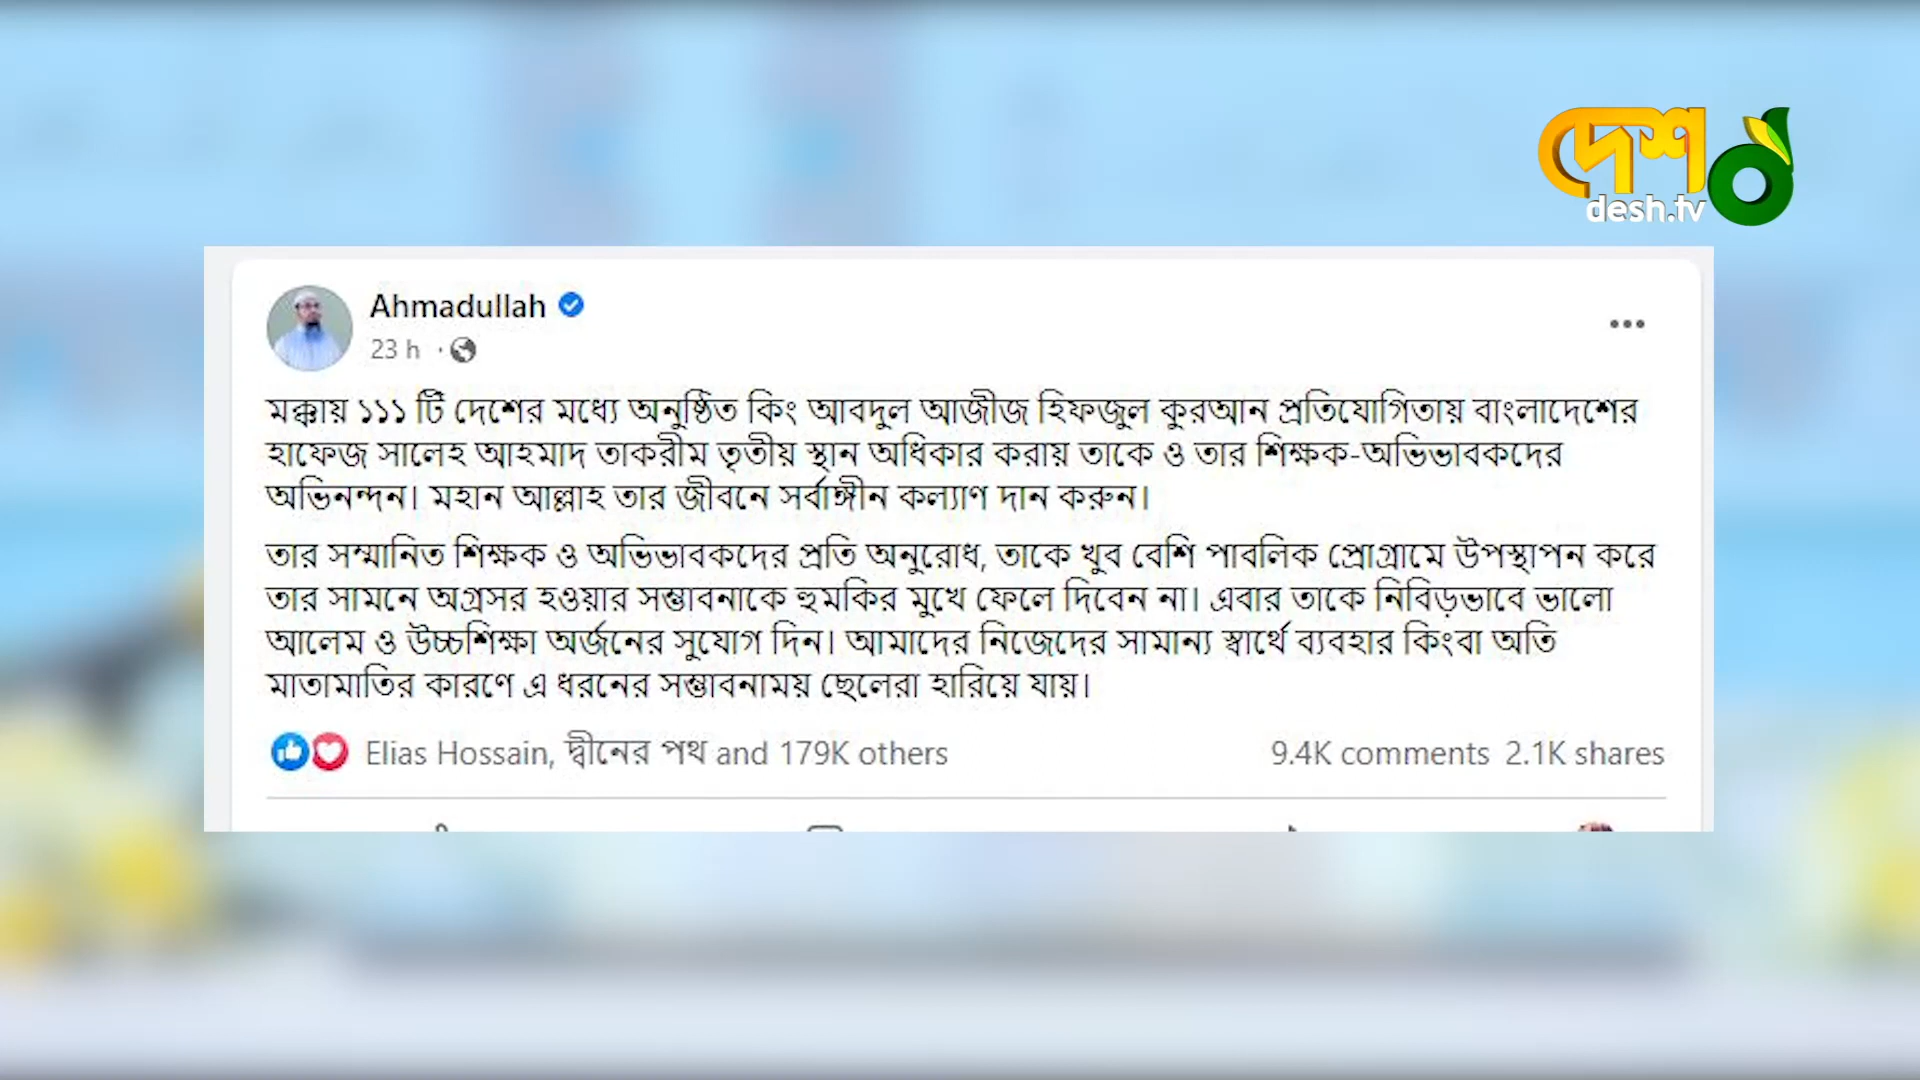 দেশ
desh.tv
Ahmadullah
23 h ·
মক্কায় ১১১ টি দেশের মধ্যে অনুষ্ঠিত কিং আবদুল আজীজ হিফজুল কুরআন প্রতিযোগিতায় বাংলাদেশের
হাফেজ সালেহ আহমাদ তাকরীম তৃতীয় স্থান অধিকার করায় তাকে ও তার শিক্ষক-অভিভাবকদের
অভিনন্দন। মহান আল্লাহ তার জীবনে সর্বাঙ্গীন কল্যাণ দান করুন।
তার সম্মানিত শিক্ষক ও অভিভাবকদের প্রতি অনুরোধ, তাকে খুব বেশি পাবলিক প্রোগ্রামে উপস্থাপন করে
তার সামনে অগ্রসর হওয়ার সম্ভাবনাকে হুমকির মুখে ফেলে দিবেন না। এবার তাকে নিবিড়ভাবে ভালো
আলেম ও উচ্চশিক্ষা অর্জনের সুযোগ দিন। আমাদের নিজেদের সামান্য স্বার্থে ব্যবহার কিংবা অতি
মাতামাতির কারণে এ ধরনের সম্ভাবনাময় ছেলেরা হারিয়ে যায়।
Elias Hossain, দ্বীনের পথ and 179K others
9.4K comments 2.1K shares